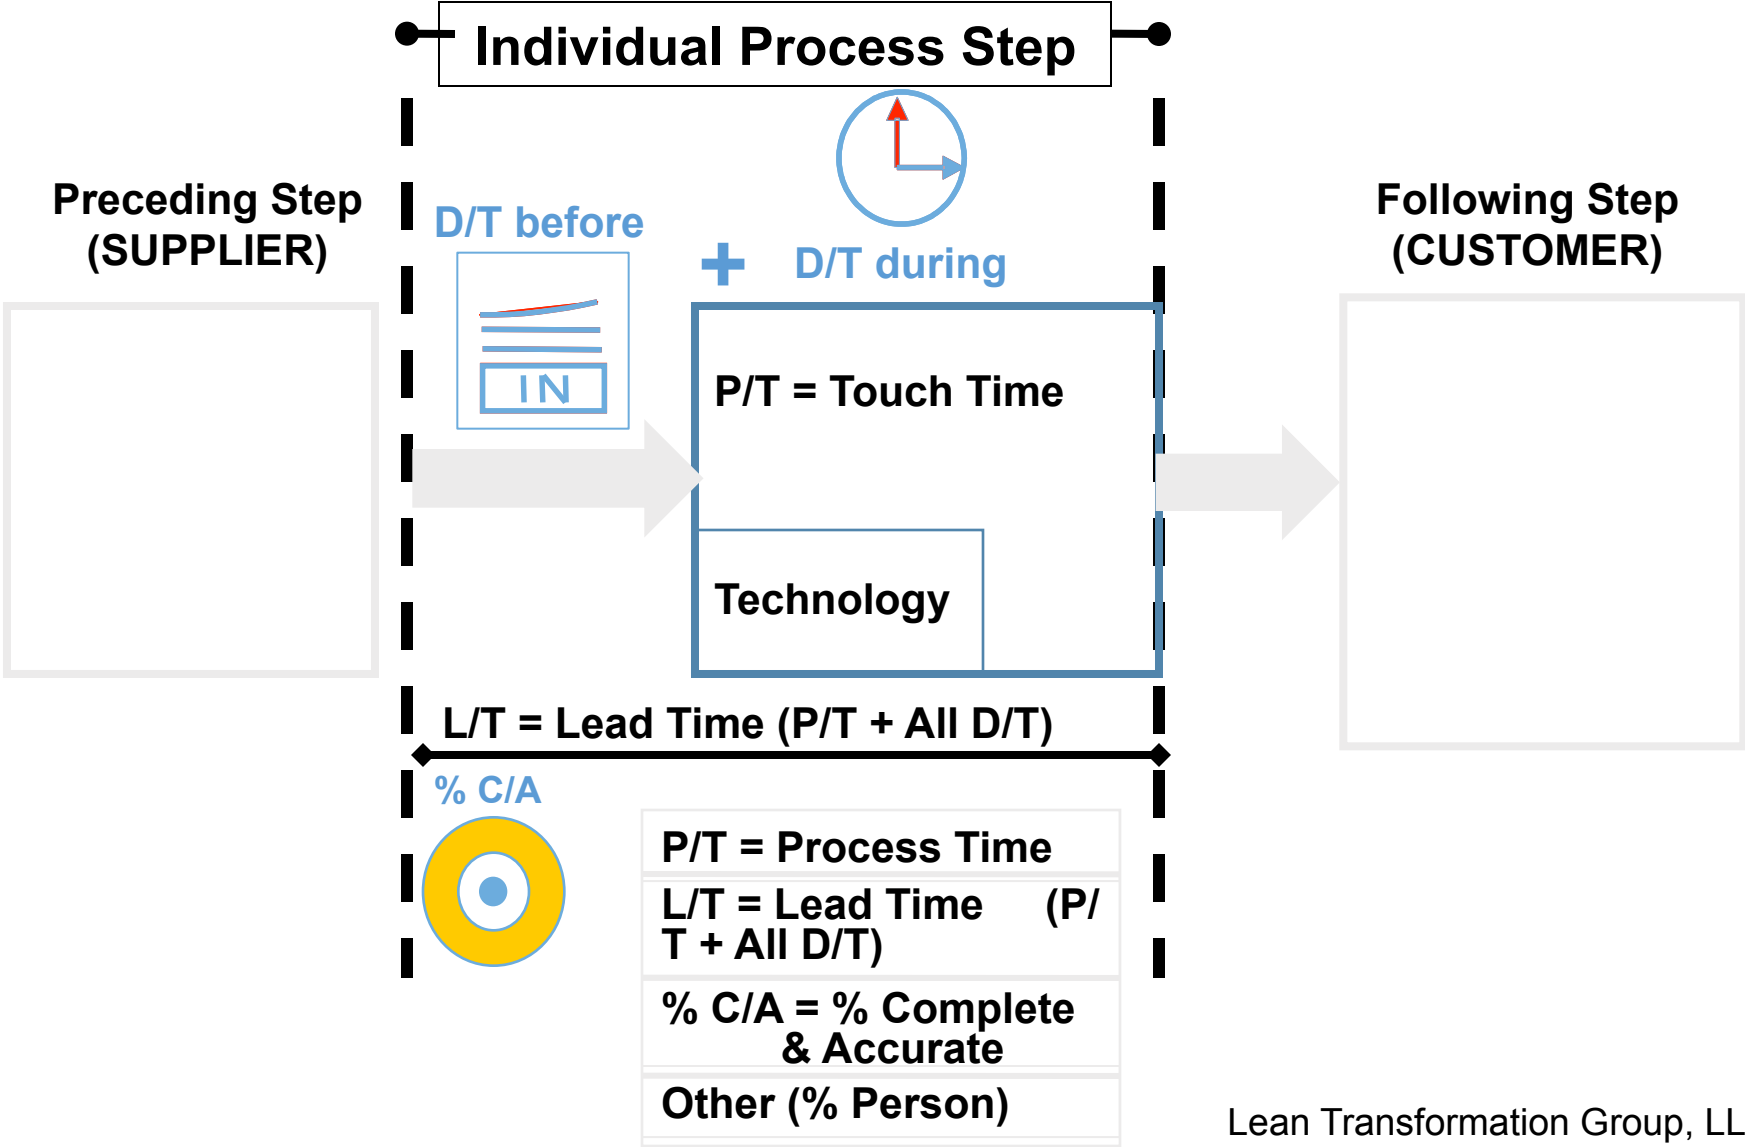 Individual Process Step
Preceding Step
(SUPPLIER)
D/T before
IN
+
D/T during
Following Step
(CUSTOMER)
P/T = Touch Time
Technology
L/T = Lead Time (P/T + All D/T)
% C/A
P/T = Process Time
L/T = Lead Time (P/
T + All D/T)
% C/A = % Complete
& Accurate
Other (% Person)
Lean Transformation Group, LL